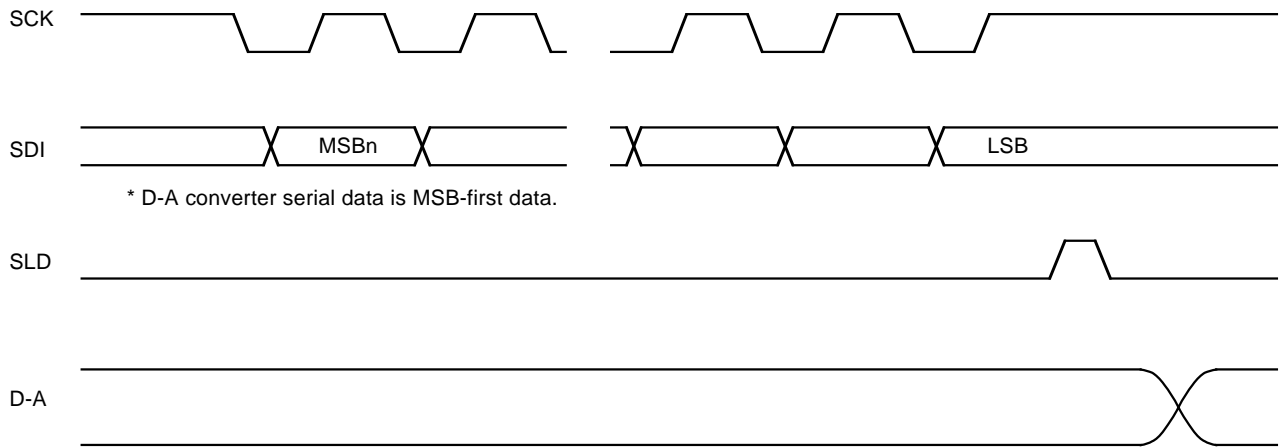 SCK
SDI
MSBn
LSB
* D-A converter serial data is MSB-first data.
SLD
D-A